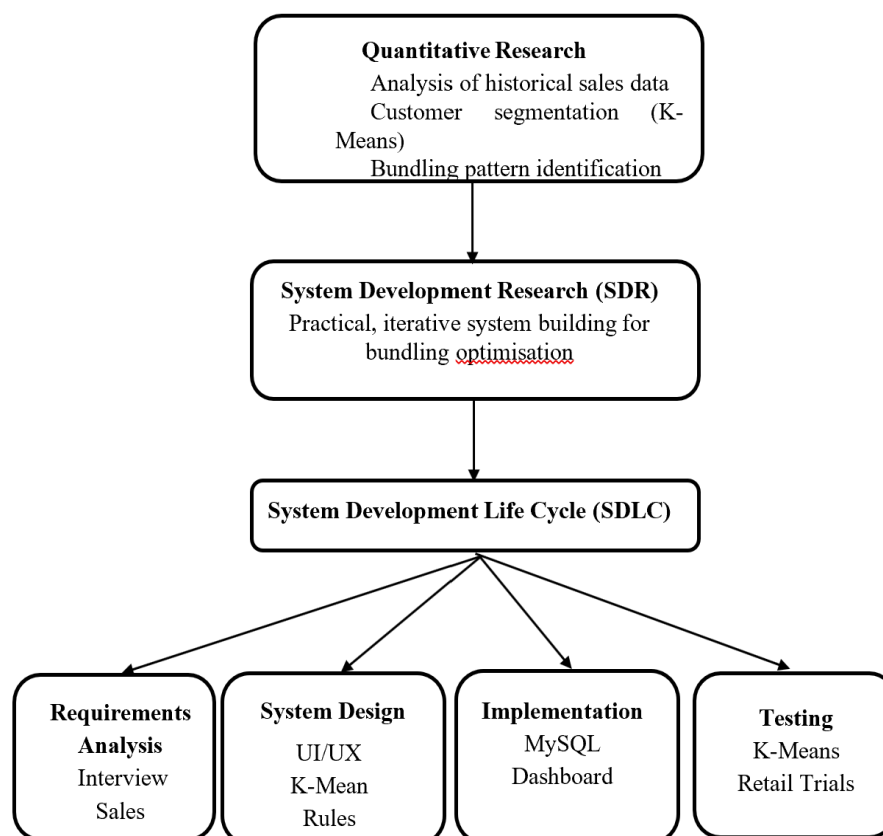 Quantitative Research
Analysis of historical sales data
Customer segmentation (K-
Means)
Bundling pattern identification
System Development Research (SDR)
Practical, iterative system building for
bundling optimisation
System Development Life Cycle (SDLC)
Requirements
Analysis
Interview
Sales
System Design
UI/UX
K-Mean
Rules
Implementation
MySQL
Dashboard
Testing
K-Means
Retail Trials